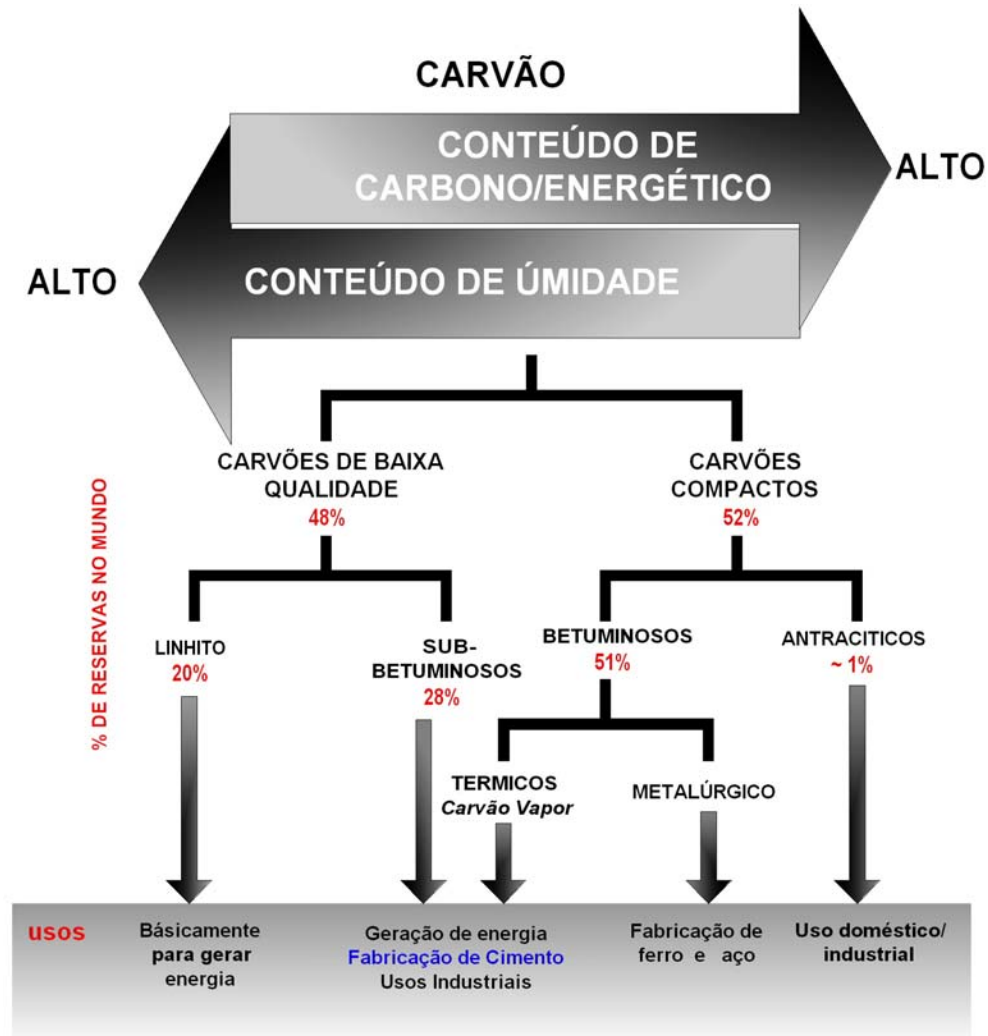 CARVÃO
CONTEÚDO DE
CARBONO/ENERGÉTICO
ALTO
ALTO
CONTEÚDO DE ÚMIDADE
% DE RESERVAS NO MUNDO
CARVÕES DE BAIXA
QUALIDADE
48%
CARVÕES
COMPACTOS
52%
LINHITO
20%
SUB-
BETUMINOSOS
28%
BETUMINOSOS
51%
ANTRACITICOS
~ 1%
TERMICOS
Carvão Vapor
METALÚRGICO
usos
Básicamente
para gerar
energia
Geração de energia
Fabricação de Cimento
Usos Industriais
Fabricação de
ferro e aço
Uso doméstico/
industrial